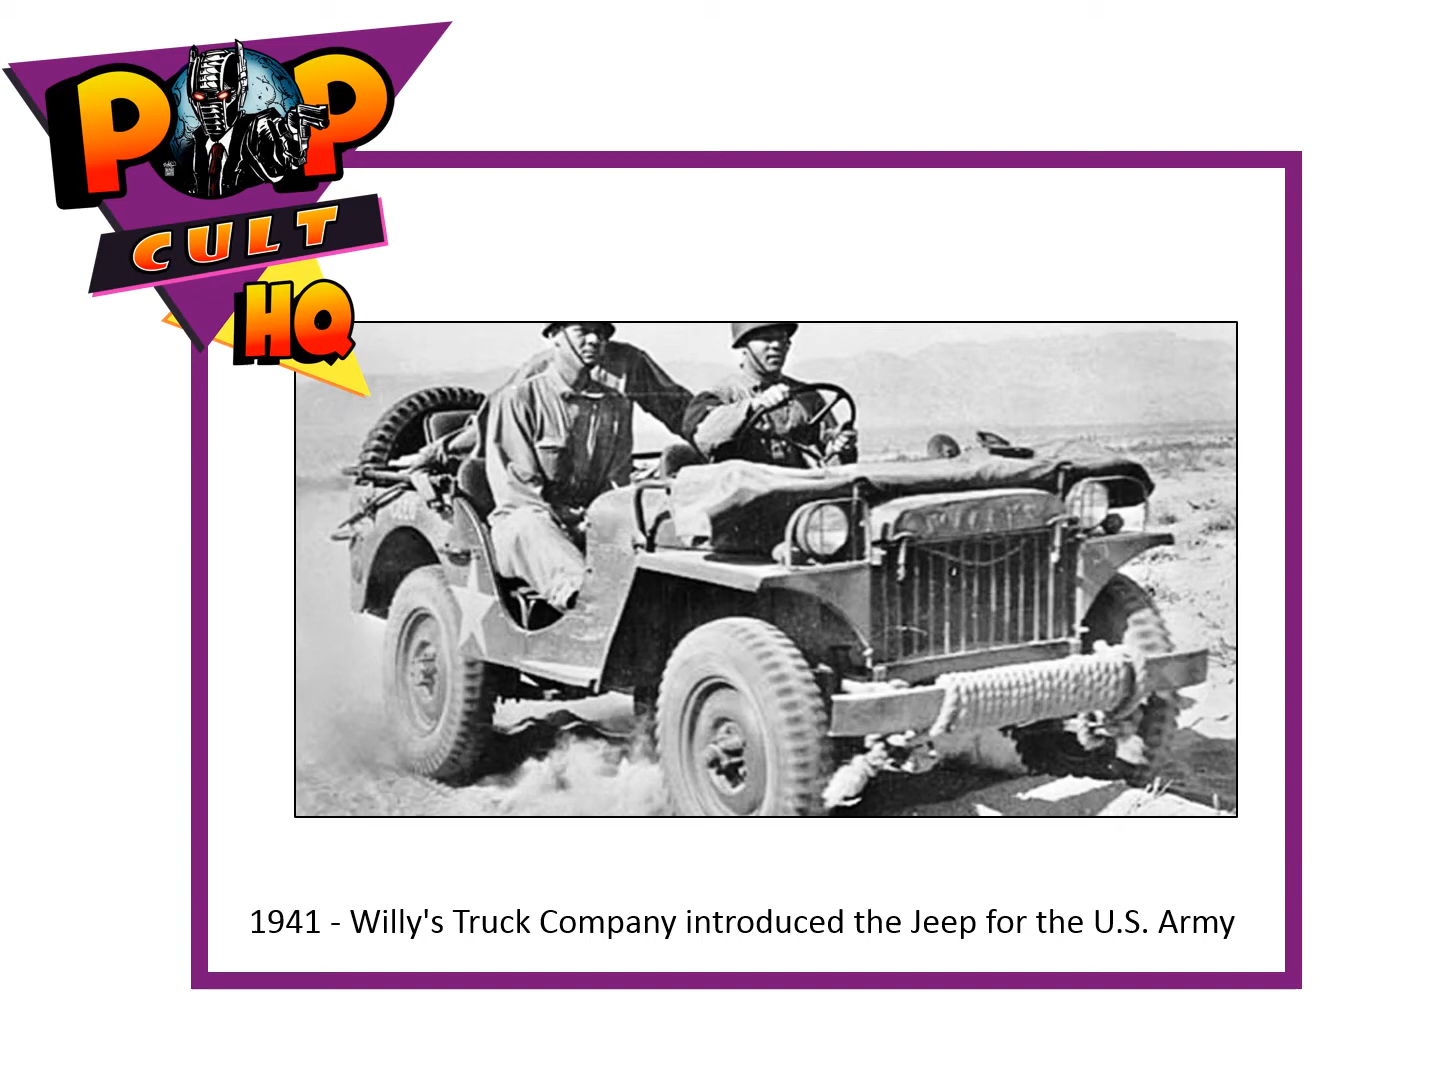 POP
CULT
HQ
1941 - Willy's Truck Company introduced the Jeep for the U.S. Army